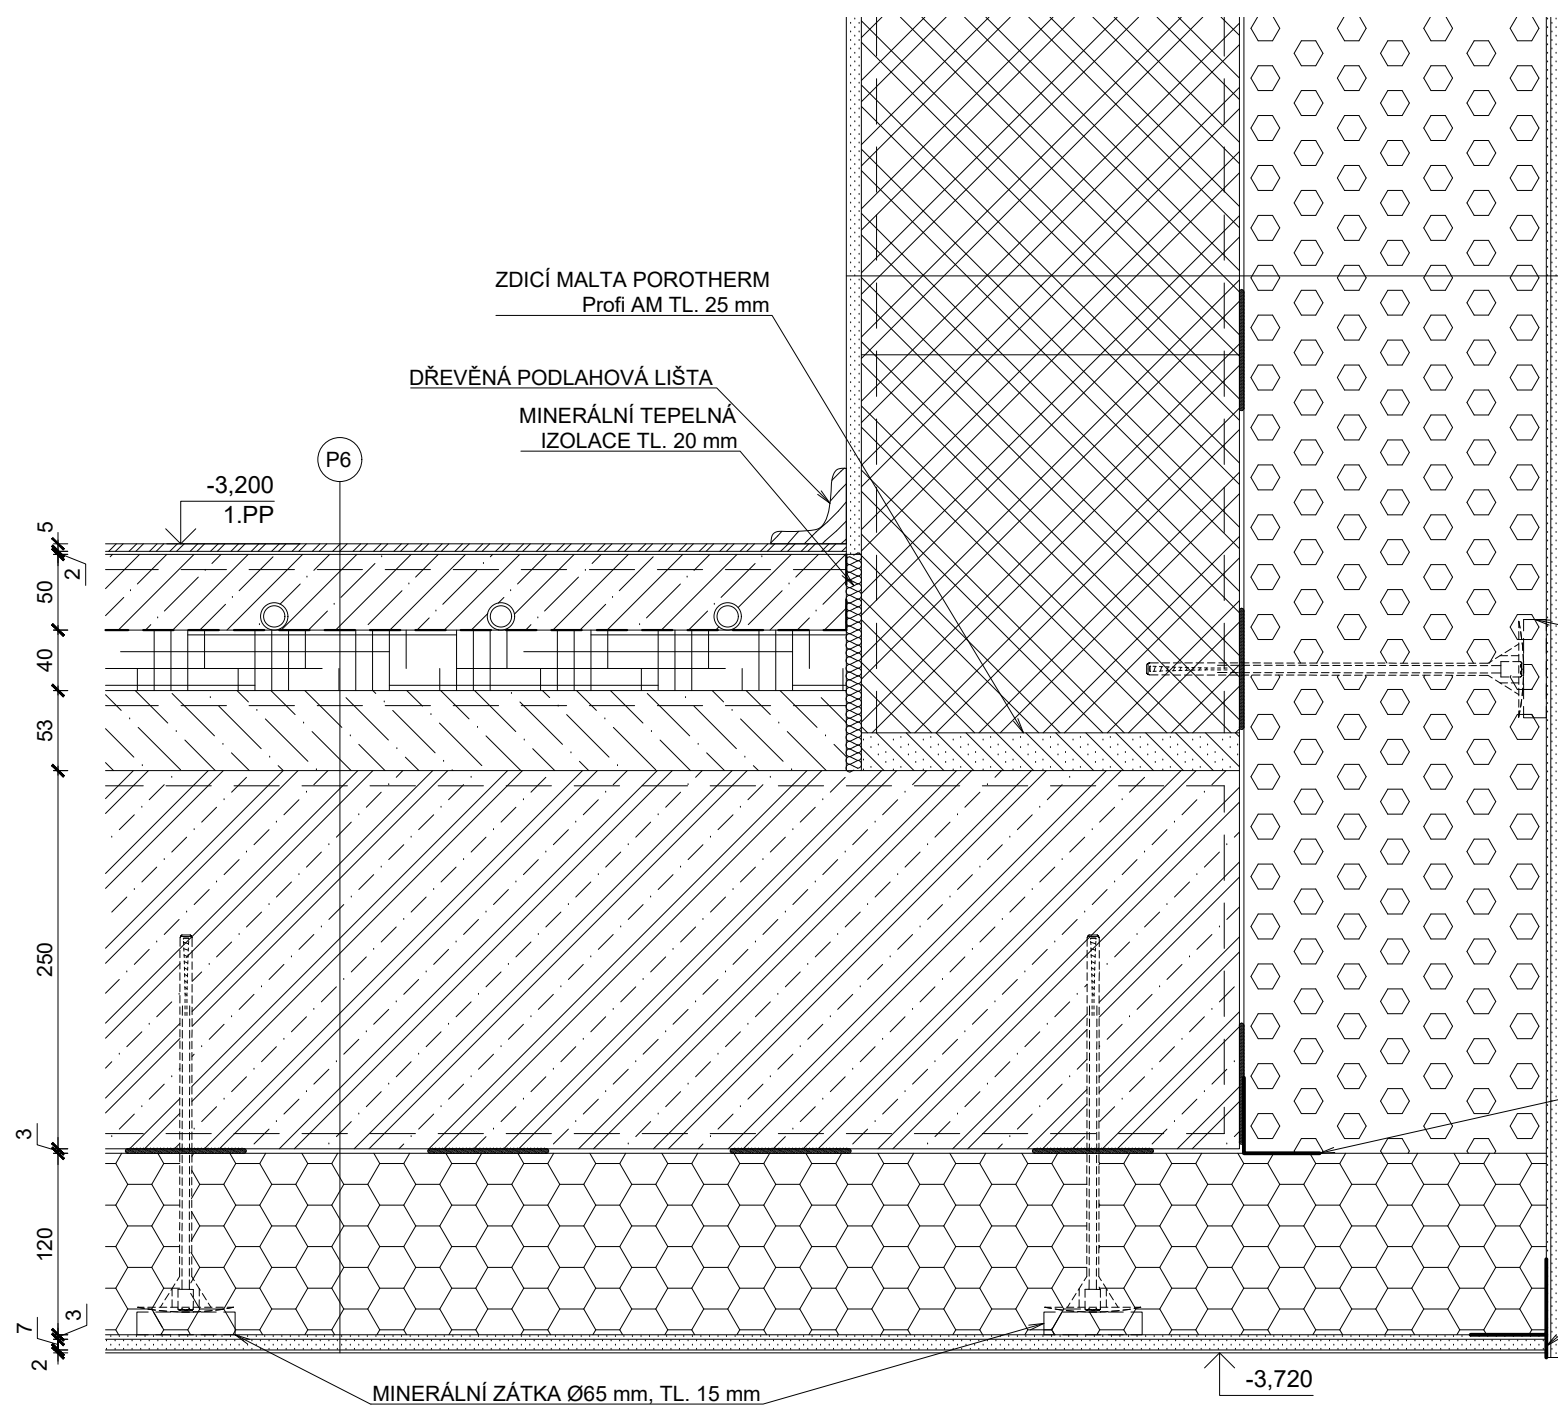 ZDICÍ MALTA POROTHERM
Profi AM TL. 25 mm
DŘEVĚNÁ PODLAHOVÁ LIŠTA
MINERÁLNÍ TEPELNÁ
IZOLACE TL. 20 mm
P6
-3,200
1.PP
5
2
50
40
53
250
3
120
3
7
2
MINERÁLNÍ ZÁTKA Ø65 mm, TL. 15 mm
-3,720